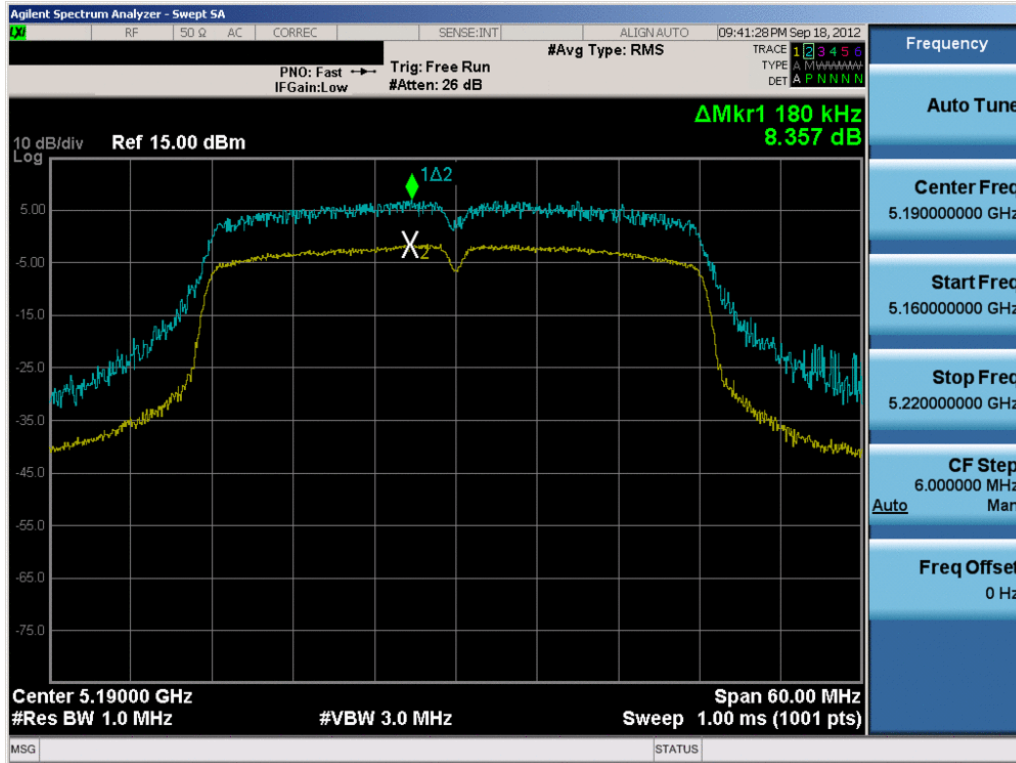 Agilent Spectrum Analyzer - Swept SA
LXI RF 50 Ω AC CORREC SENSE:INT ALIGN AUTO 09:41:28 PM Sep 18, 2012
#Avg Type: RMS TRACE 1 2 3 4 5 6
PNO: Fast Trig: Free Run TYPE A M W W W W
IFGain:Low #Atten: 26 dB DET A P N N N N
ΔMkr1 180 kHz
8.357 dB
10 dB/div Ref 15.00 dBm
Log
1Δ2
5.00
X2
-5.00
-15.0
-25.0
-35.0
-45.0
-55.0
-65.0
-75.0
Center 5.19000 GHz Span 60.00 MHz
#Res BW 1.0 MHz #VBW 3.0 MHz Sweep 1.00 ms (1001 pts)
MSG STATUS
Frequency
Auto Tune
Center Freq
5.190000000 GHz
Start Freq
5.160000000 GHz
Stop Freq
5.220000000 GHz
CF Step
6.000000 MHz
Auto Man
Freq Offset
0 Hz